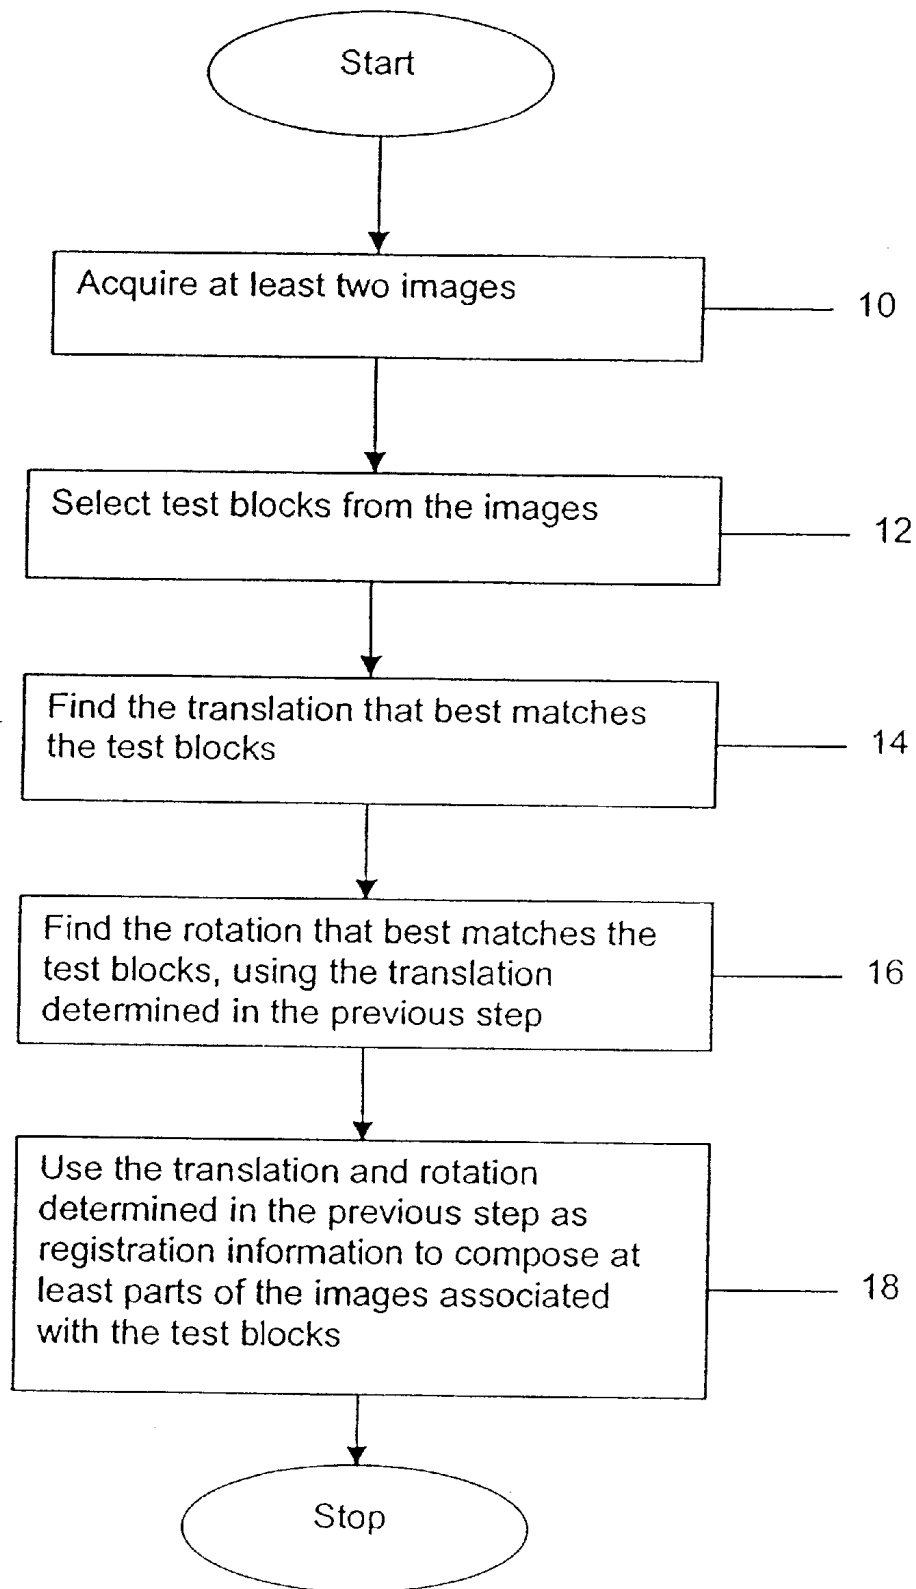 Start
Acquire at least two images
10
Select test blocks from the images
12
Find the translation that best matches
the test blocks
14
Find the rotation that best matches the
test blocks, using the translation
determined in the previous step
16
Use the translation and rotation
determined in the previous step as
registration information to compose at
least parts of the images associated
with the test blocks
18
Stop